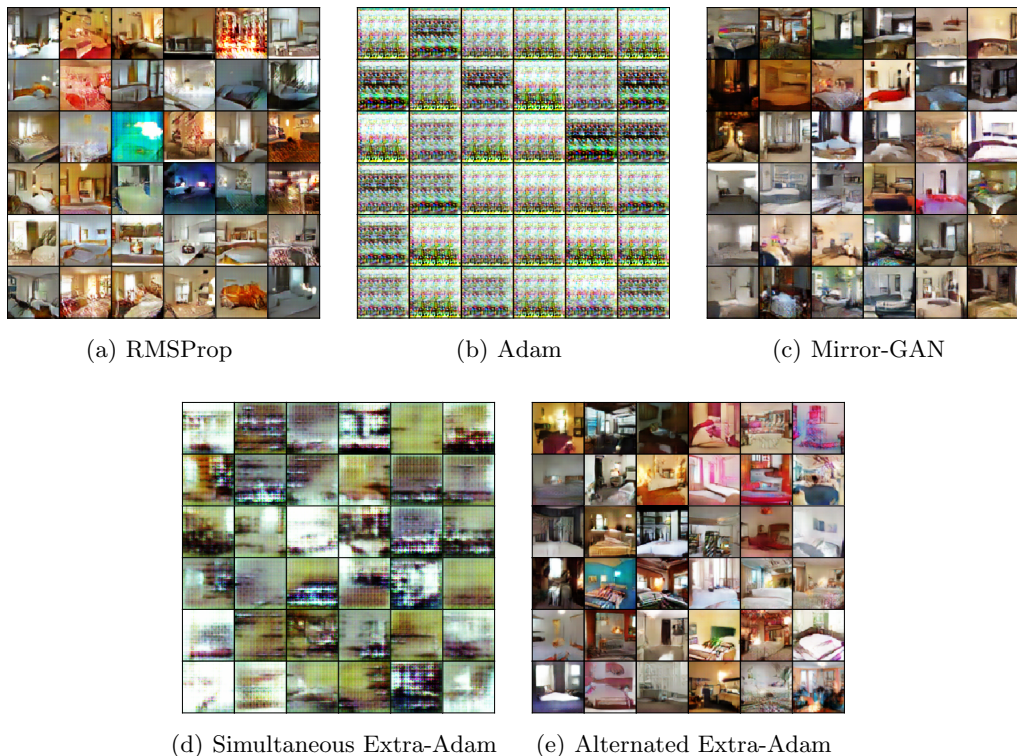 (a) RMSProp
(b) Adam
(c) Mirror-GAN
(d) Simultaneous Extra-Adam
(e) Alternated Extra-Adam